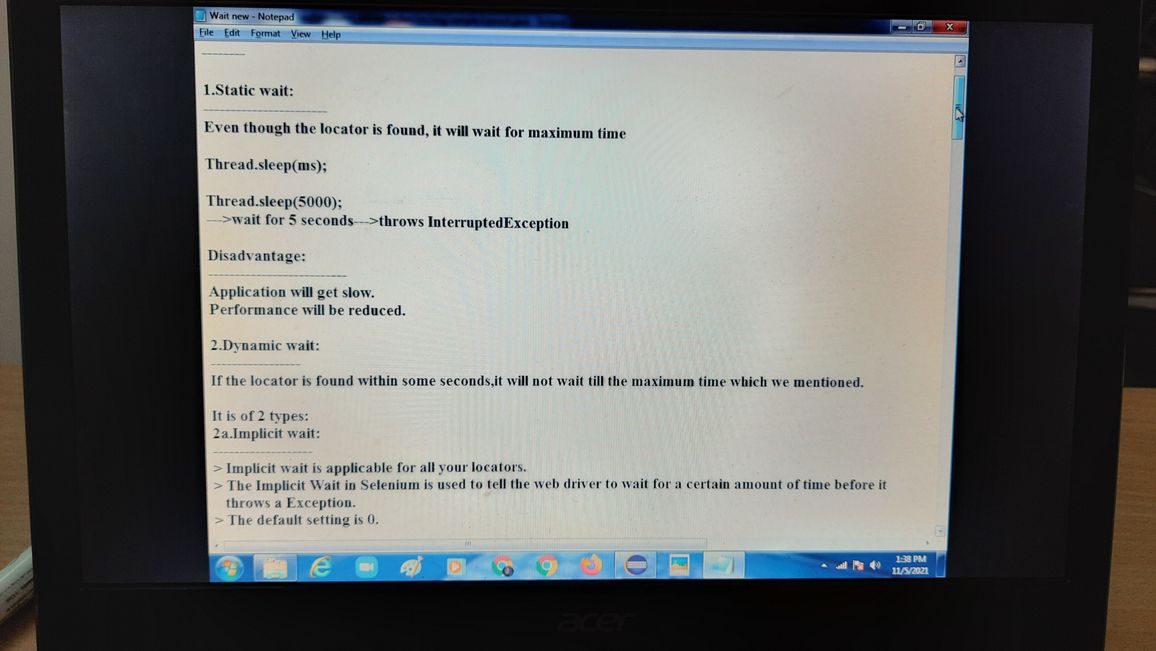 Wait new - Notepad
File Edit Format View Help
--------
1.Static wait:
-----------------------
Even though the locator is found, it will wait for maximum time
Thread.sleep(ms);
Thread.sleep(5000);
--->wait for 5 seconds--->throws InterruptedException
Disadvantage:
-------------------------
Application will get slow.
Performance will be reduced.
2.Dynamic wait:
----------------
If the locator is found within some seconds,it will not wait till the maximum time which we mentioned.
It is of 2 types:
2a.Implicit wait:
------------------
> Implicit wait is applicable for all your locators.
> The Implicit Wait in Selenium is used to tell the web driver to wait for a certain amount of time before it
throws a Exception.
> The default setting is 0.
1:38 PM
11/5/2021
acer